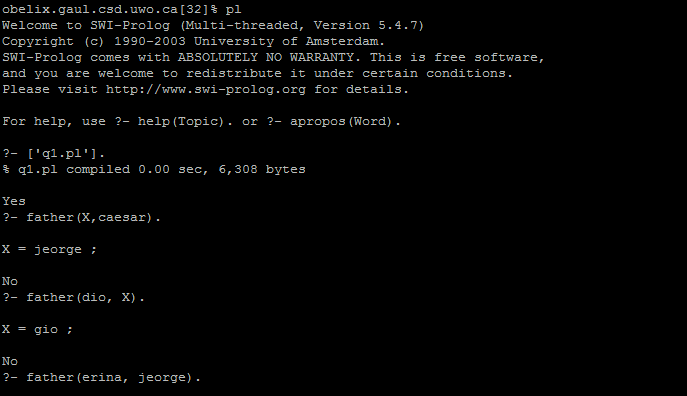 obelix.gaul.csd.uwo.ca[32]% pl
Welcome to SWI-Prolog (Multi-threaded, Version 5.4.7)
Copyright (c) 1990-2003 University of Amsterdam.
SWI-Prolog comes with ABSOLUTELY NO WARRANTY. This is free software,
and you are welcome to redistribute it under certain conditions.
Please visit http://www.swi-prolog.org for details.
For help, use ?- help(Topic). or ?- apropos(Word).
?- ['q1.pl'].
% q1.pl compiled 0.00 sec, 6,308 bytes
Yes
?- father(X,caesar).
X = jeorge ;
No
?- father(dio, X).
X = gio ;
No
?- father(erina, jeorge).